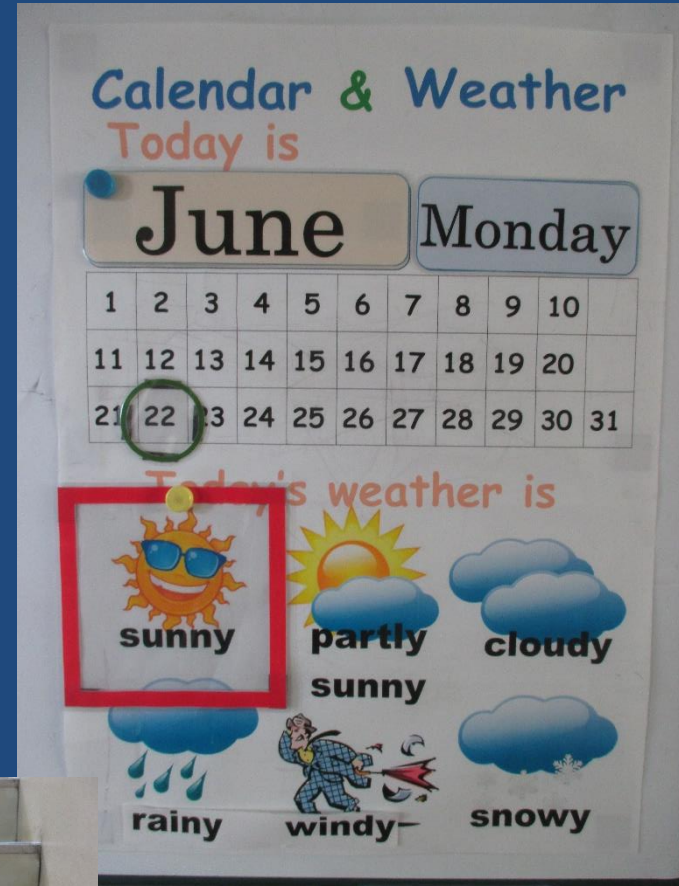 Calendar & Weather
Today is
June Monday
1 2 3 4 5 6 7 8 9 10
11 12 13 14 15 16 17 18 19 20
21 22 23 24 25 26 27 28 29 30 31
Today's weather is
sunny partly sunny cloudy
rainy windy snowy